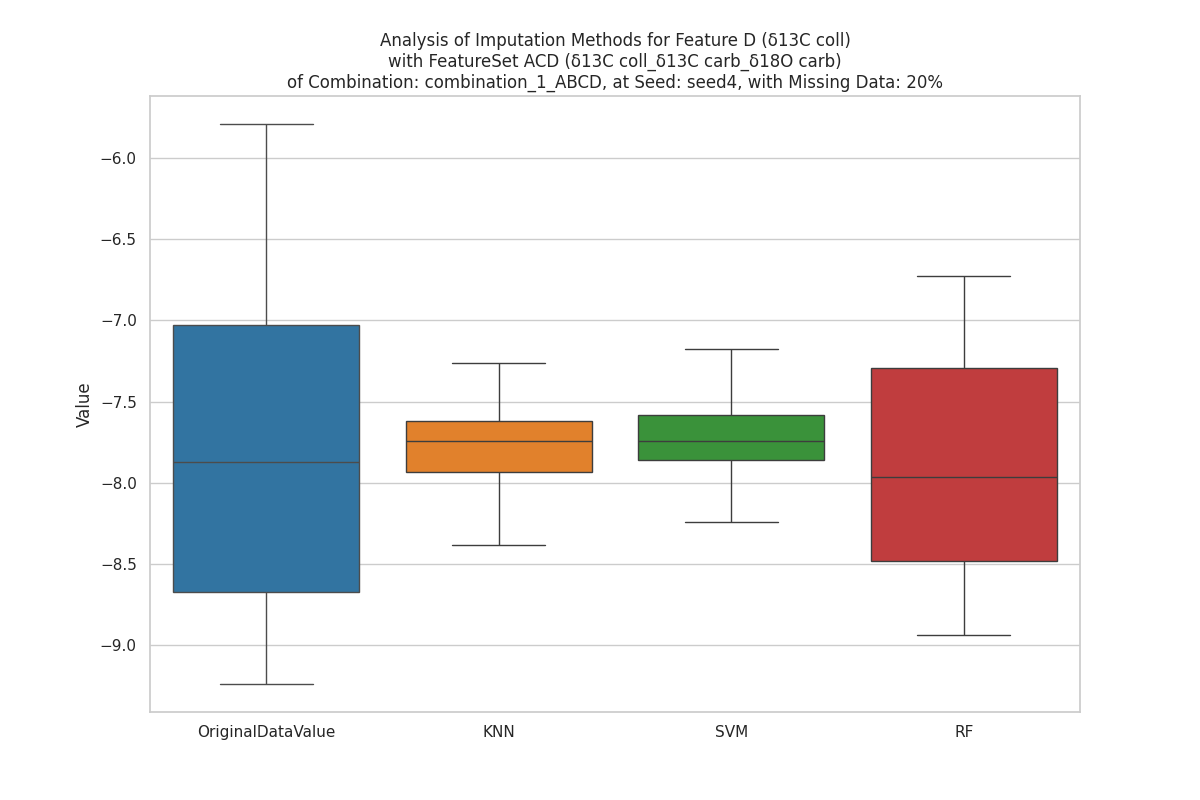 Analysis of Imputation Methods for Feature D (δ13C coll)
with FeatureSet ACD (δ13C coll_δ13C carb_δ18O carb)
of Combination: combination_1_ABCD, at Seed: seed4, with Missing Data: 20%
Value
−6.0
−6.5
−7.0
−7.5
−8.0
−8.5
−9.0
OriginalDataValue
KNN
SVM
RF